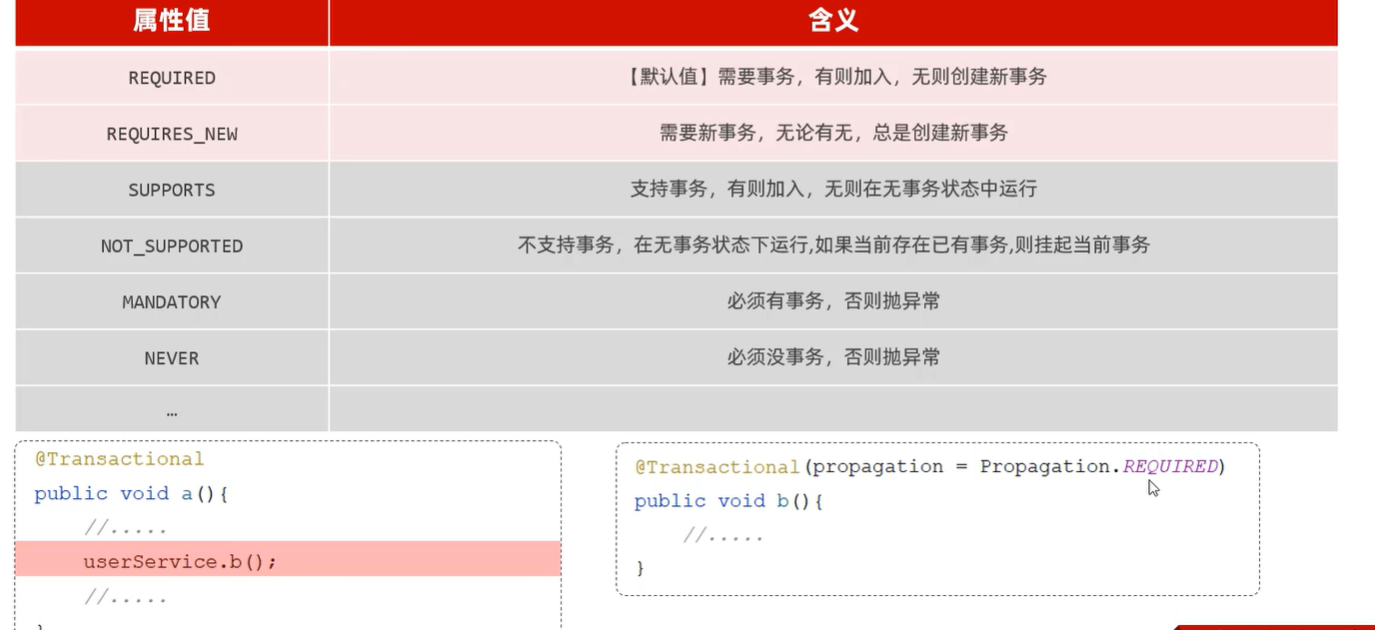 属性值 含义
REQUIRED 【默认值】需要事务，有则加入，无则创建新事务
REQUIRES_NEW 需要新事务，无论有无，总是创建新事务
SUPPORTS 支持事务，有则加入，无则在无事务状态中运行
NOT_SUPPORTED 不支持事务，在无事务状态下运行,如果当前存在已有事务,则挂起当前事务
MANDATORY 必须有事务，否则抛异常
NEVER 必须没事务，否则抛异常
…
@Transactional
public void a(){
//.....
userService.b();
//.....
}
@Transactional(propagation = Propagation.REQUIRED)
public void b(){
//.....
}